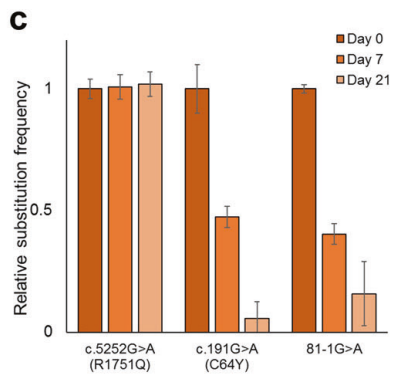 C
Day 0
Day 7
Day 21
Relative substitution frequency
1
0.5
0
c.5252G>A
(R1751Q)
c.191G>A
(C64Y)
81-1G>A